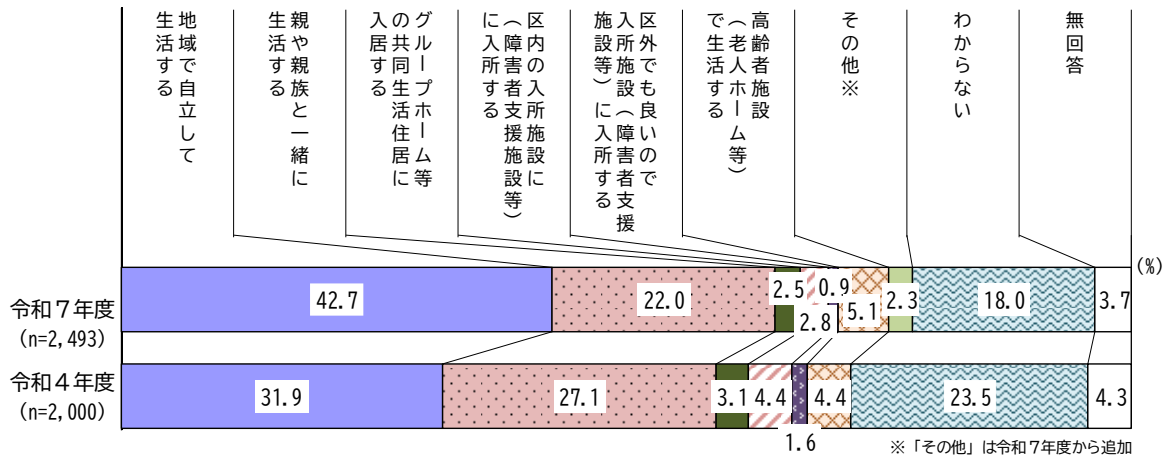 地域で自立して
生活する
親や親族と一緒に
生活する
グループホーム等
の共同生活住居に
入居する
区内の入所施設に
（障害者支援施設等）
に入所する
区外でも良いので
入所施設（障害者支援
施設等）に入所する
高齢者施設
（老人ホーム等）
で生活する
その他※
わからない
無回答
(%)
令和７年度
(n=2,493)
42.7
22.0
2.5
2.8
0.9
5.1
2.3
18.0
3.7
令和４年度
(n=2,000)
31.9
27.1
3.1
4.4
1.6
4.4
23.5
4.3
※「その他」は令和７年度から追加